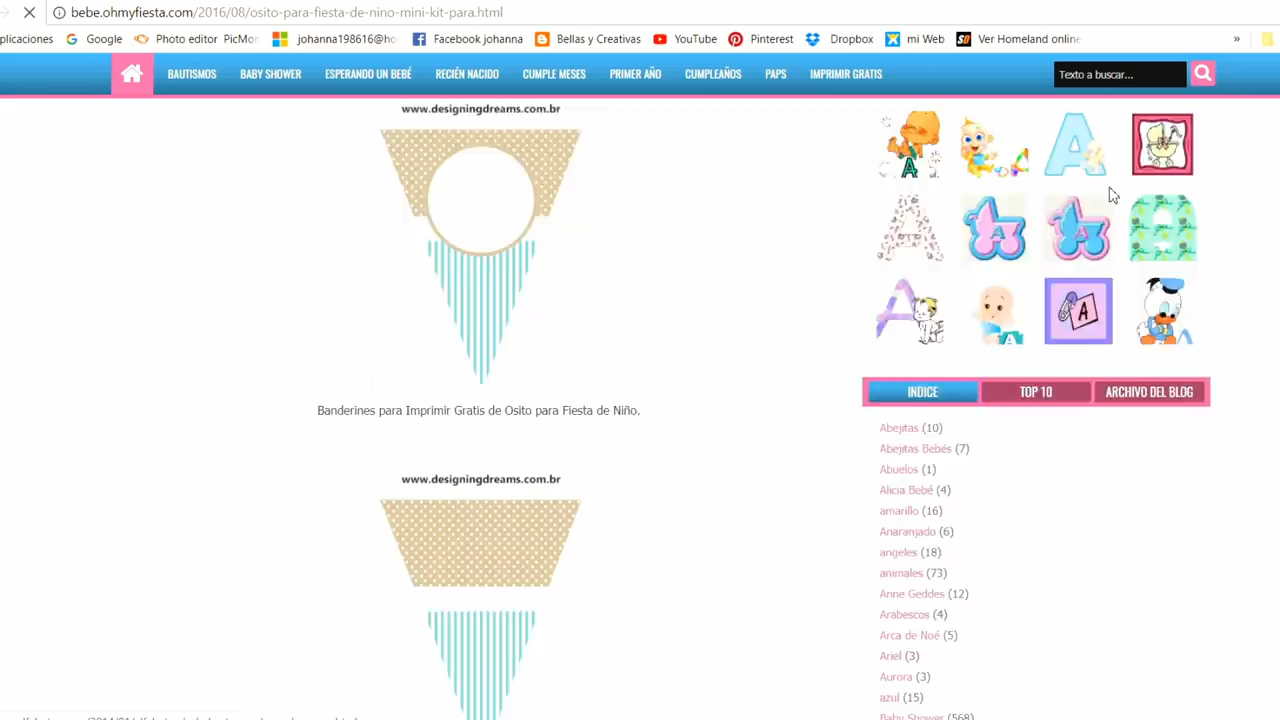 bebe.ohmyfiesta.com/2016/08/osito-para-fiesta-de-nino-mini-kit-para.html
plicaciones Google Photo editor PicMon johanna198616@ho Facebook johanna Bellas y Creativas YouTube Pinterest Dropbox mi Web Ver Homeland online »
BAUTISMOS BABY SHOWER ESPERANDO UN BEBÉ RECIÉN NACIDO CUMPLE MESES PRIMER AÑO CUMPLEAÑOS PAPS IMPRIMIR GRATIS Texto a buscar...
www.designingdreams.com.br
Banderines para Imprimir Gratis de Osito para Fiesta de Niño.
www.designingdreams.com.br
A A A
A A A A
A A A A
INDICE TOP 10 ARCHIVO DEL BLOG
Abejitas (10)
Abejitas Bebés (7)
Abuelos (1)
Alicia Bebé (4)
amarillo (16)
Anaranjado (6)
angeles (18)
animales (73)
Anne Geddes (12)
Arabescos (4)
Arca de Noé (5)
Ariel (3)
Aurora (3)
azul (15)
Baby Shower (568)